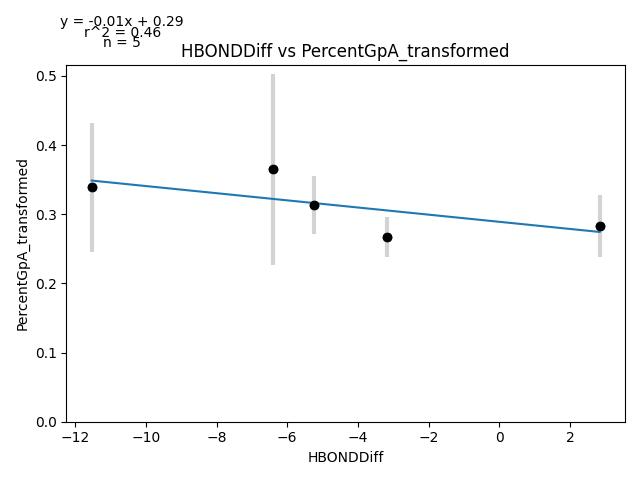 y = -0.01x + 0.29
r^2 = 0.46
n = 5
HBONDDiff vs PercentGpA_transformed
PercentGpA_transformed
0.5
0.4
0.3
0.2
0.1
0.0
−12 −10 −8 −6 −4 −2 0 2
HBONDDiff